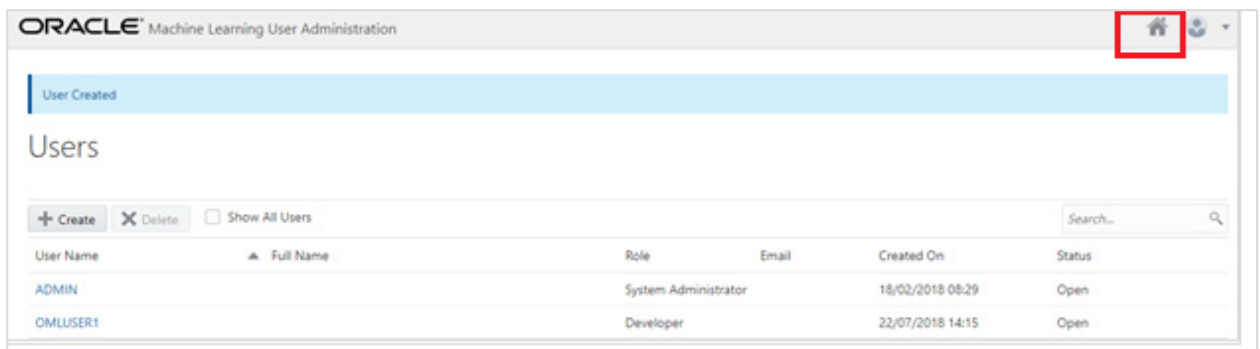 ORACLE® Machine Learning User Administration
User Created
Users
Create Delete Show All Users Search...
User Name Full Name Role Email Created On Status
ADMIN System Administrator 18/02/2018 08:29 Open
OMLUSER1 Developer 22/07/2018 14:15 Open